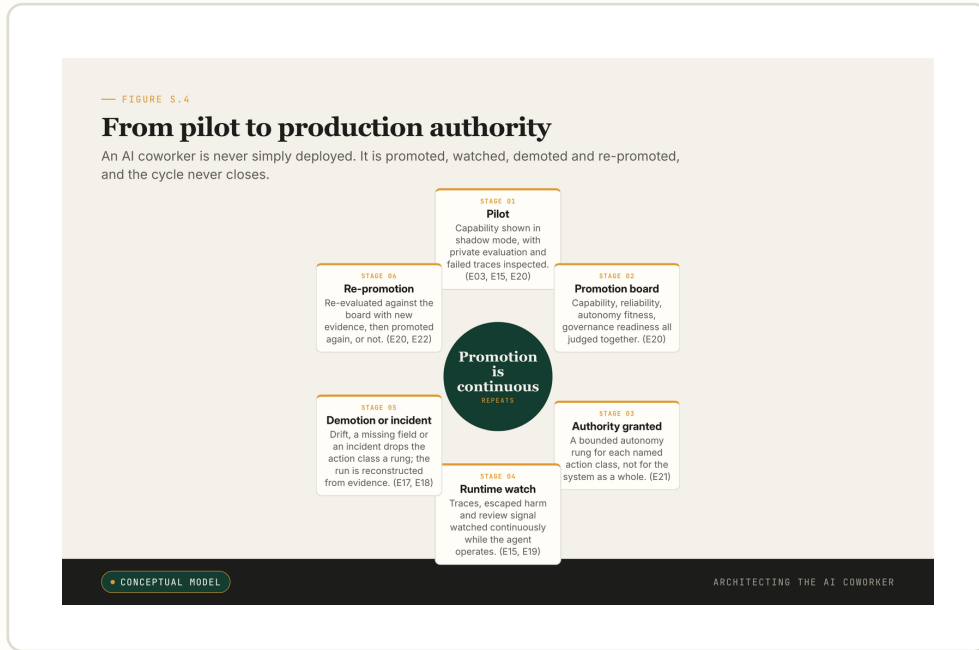 — FIGURE S.4
From pilot to production authority
An AI coworker is never simply deployed. It is promoted, watched, demoted and re-promoted,
and the cycle never closes.
STAGE 01
Pilot
Capability shown in
shadow mode, with
private evaluation and
failed traces inspected.
(E03, E15, E20)
STAGE 02
Promotion board
Capability, reliability,
autonomy fitness,
governance readiness all
judged together. (E20)
STAGE 03
Authority granted
A bounded autonomy
rung for each named
action class, not for the
system as a whole. (E21)
STAGE 04
Runtime watch
Traces, escaped harm
and review signal
watched continuously
while the agent
operates. (E15, E19)
STAGE 05
Demotion or incident
Drift, a missing field or
an incident drops the
action class a rung; the
run is reconstructed
from evidence. (E17, E18)
STAGE 06
Re-promotion
Re-evaluated against the
board with new
evidence, then promoted
again, or not. (E20, E22)
Promotion
is
continuous
REPEATS
CONCEPTUAL MODEL
ARCHITECTING THE AI COWORKER